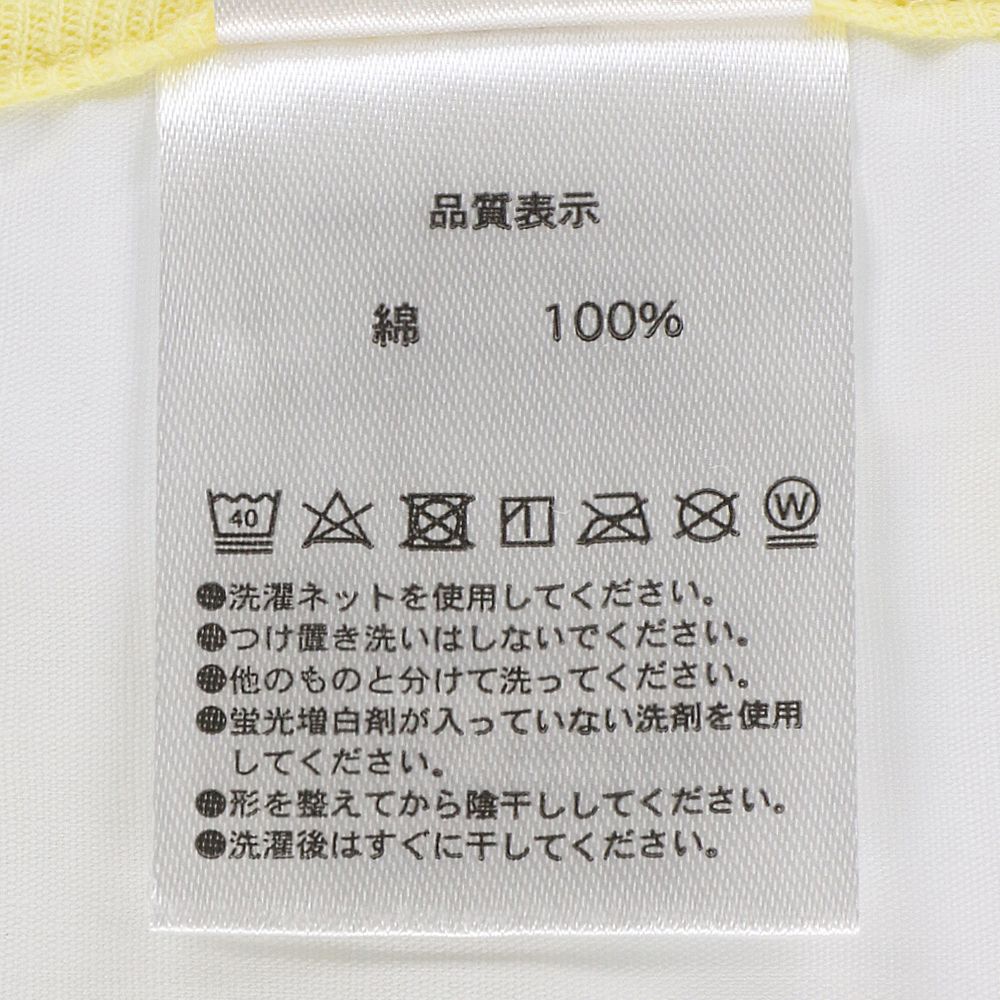 品質表示
綿 100%
40 W
●洗濯ネットを使用してください。
●つけ置き洗いはしないでください。
●他のものと分けて洗ってください。
●蛍光増白剤が入っていない洗剤を使用
してください。
●形を整えてから陰干ししてください。
●洗濯後はすぐに干してください。